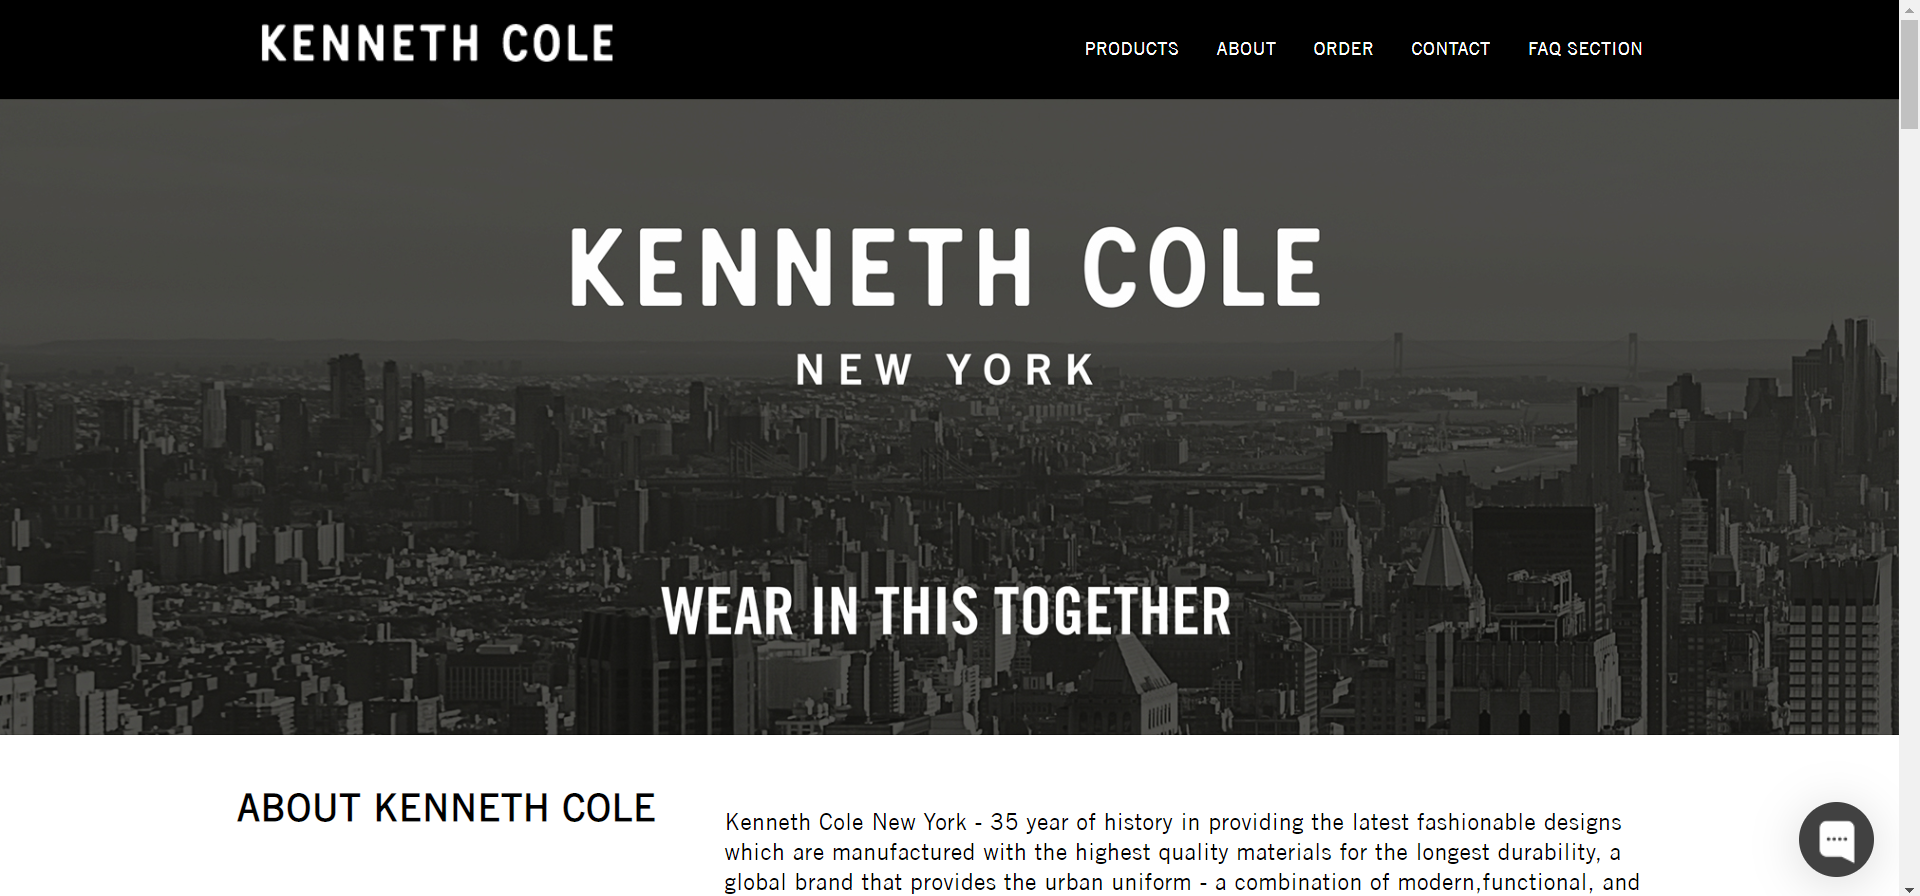 KENNETH COLE
PRODUCTS ABOUT ORDER CONTACT FAQ SECTION
KENNETH COLE
NEW YORK
WEAR IN THIS TOGETHER
ABOUT KENNETH COLE
Kenneth Cole New York - 35 year of history in providing the latest fashionable designs
which are manufactured with the highest quality materials for the longest durability, a
global brand that provides the urban uniform - a combination of modern,functional, and